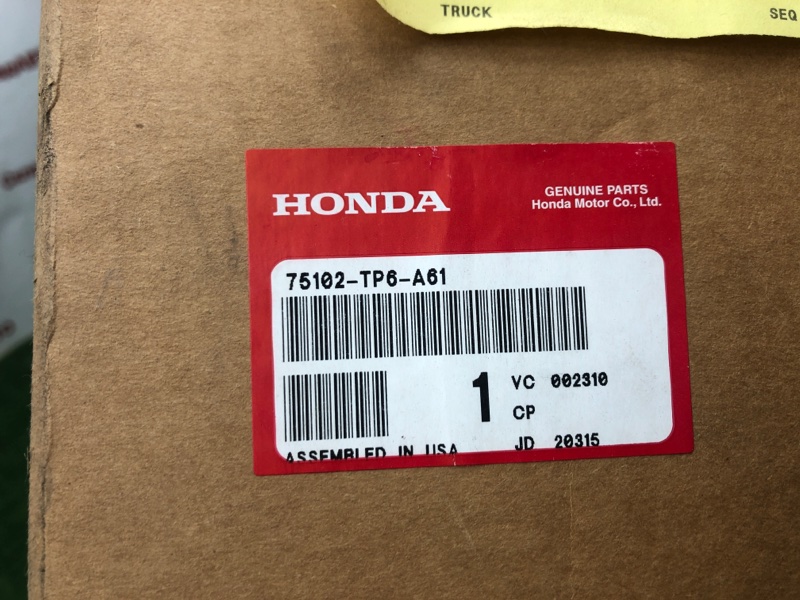 TRUCK
SEQ
HONDA
GENUINE PARTS
Honda Motor Co., Ltd.
75102-TP6-A61
1
VC 002310
CP
ASSEMBLED IN USA
JD 20315